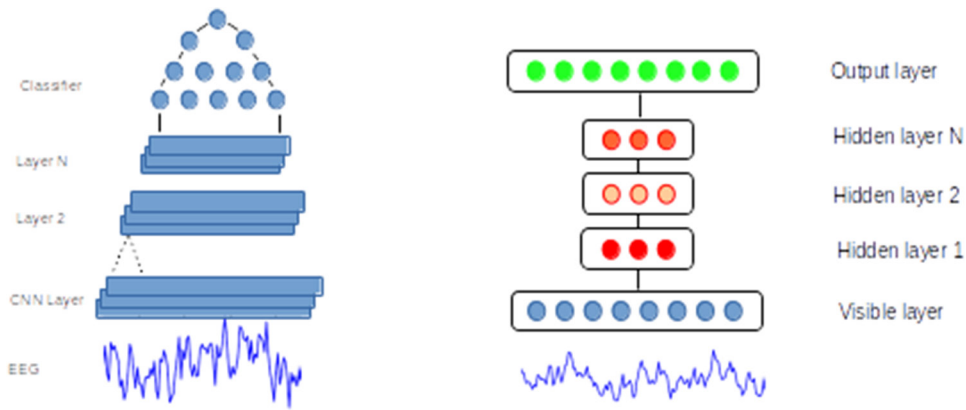 Classifier
Layer N
Layer 2
CNN Layer
EEG
Output layer
Hidden layer N
Hidden layer 2
Hidden layer 1
Visible layer